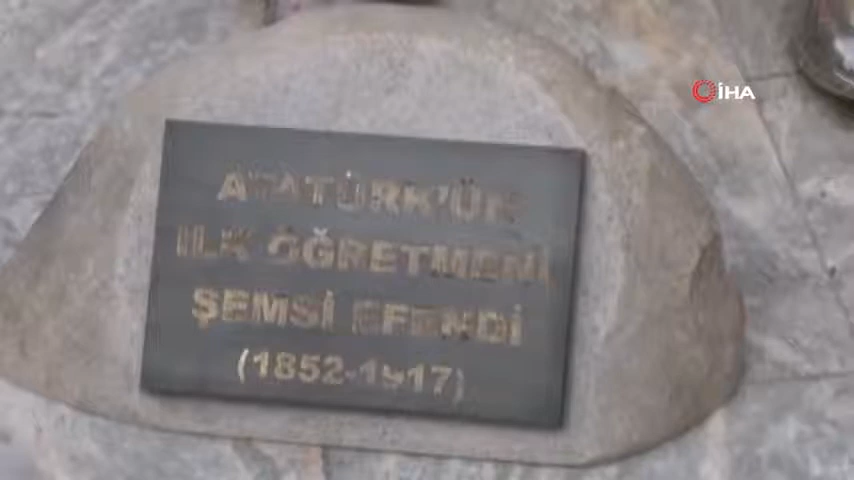 ATATÜRK'ÜN
İLK ÖĞRETMENİ
ŞEMSİ EFENDİ
(1852-1917)
İHA